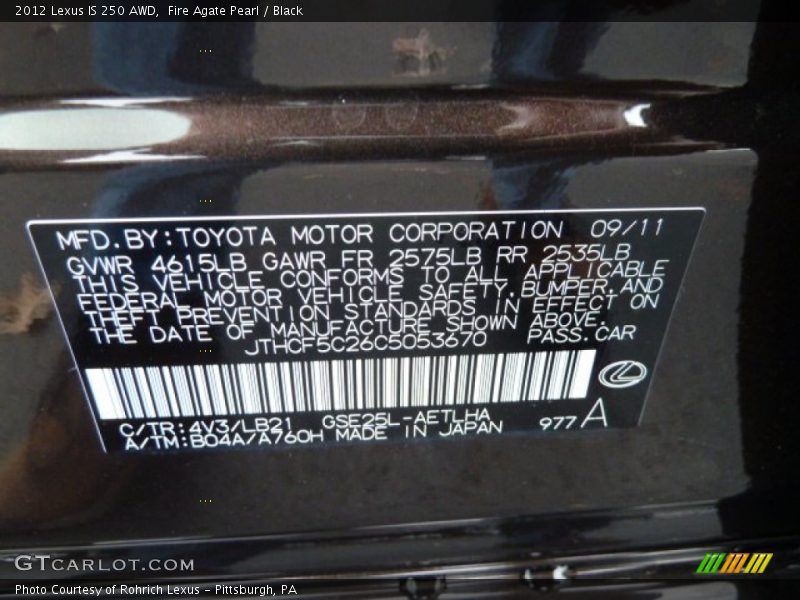 2012 Lexus IS 250 AWD,  Fire Agate Pearl / Black
MFD.BY:TOYOTA MOTOR CORPORATION 09/11
GVWR 4615LB GAWR FR 2575LB RR 2535LB
THIS VEHICLE CONFORMS TO ALL APPLICABLE
FEDERAL MOTOR VEHICLE SAFETY,BUMPER,AND
THEFT PREVENTION STANDARDS IN EFFECT ON
THE DATE OF MANUFACTURE SHOWN ABOVE.
JTHCF5C26C5053670 PASS.CAR
C/TR:4V3/LB21 GSE25L-AETLHA
A/TM:B04A/A760H MADE IN JAPAN 977 A
GTCARLOT.COM
Photo Courtesy of Rohrich Lexus - Pittsburgh, PA